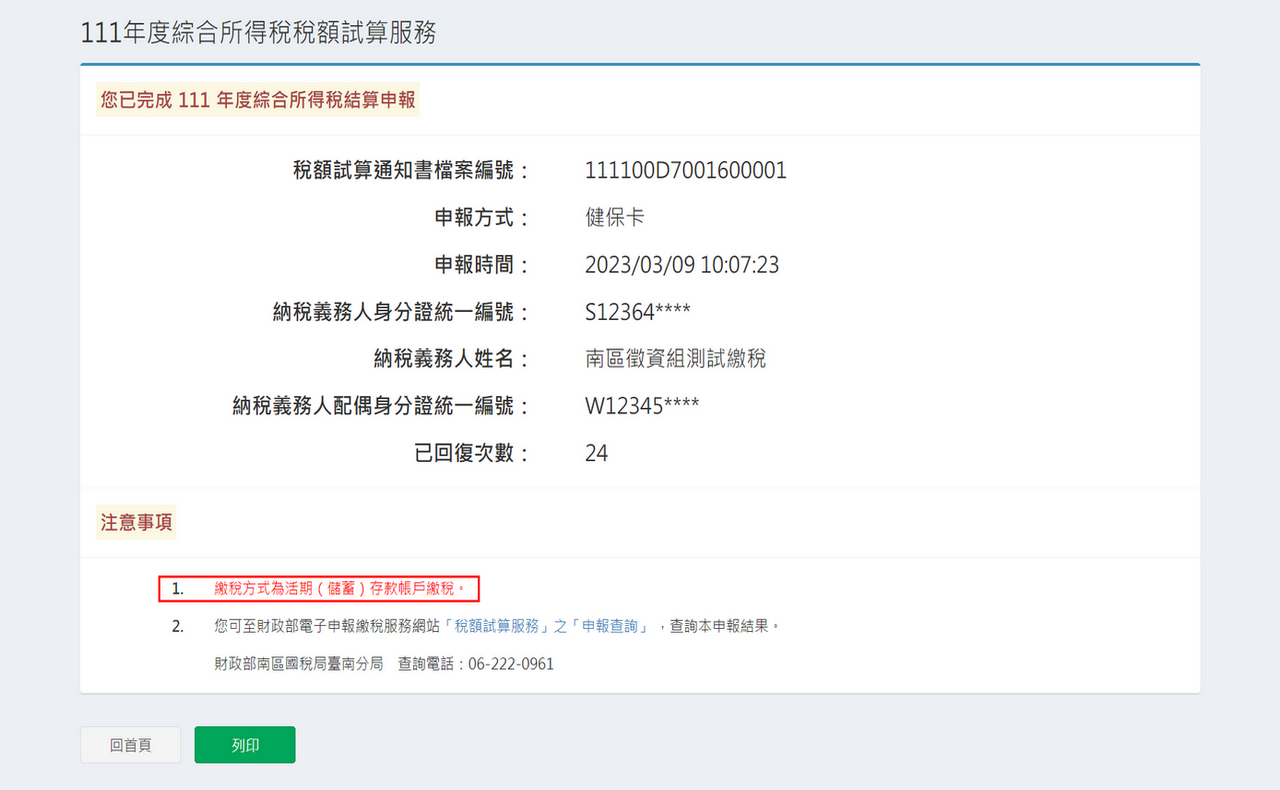 111年度綜合所得稅稅額試算服務
您已完成 111 年度綜合所得稅結算申報
稅額試算通知書檔案編號： 111100D7001600001
申報方式： 健保卡
申報時間： 2023/03/09 10:07:23
納稅義務人身分證統一編號： S12364****
納稅義務人姓名： 南區徵資組測試繳稅
納稅義務人配偶身分證統一編號： W12345****
已回復次數： 24
注意事項
1. 繳稅方式為活期（儲蓄）存款帳戶繳稅。
2. 您可至財政部電子申報繳稅服務網站「稅額試算服務」之「申報查詢」，查詢本申報結果。
財政部南區國稅局臺南分局 查詢電話：06-222-0961
回首頁 列印